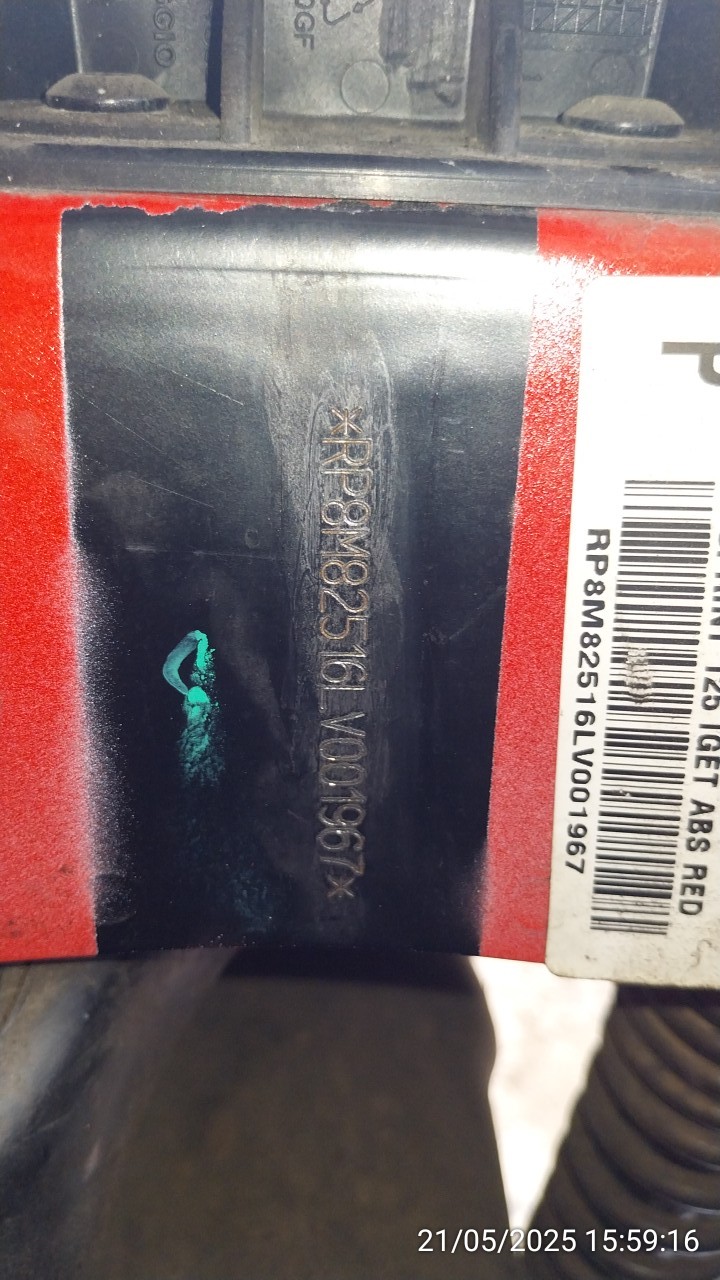 *RP8M82516LV001967*
P
125 IGET ABS RED
RP8M82516LV001967
21/05/2025 15:59:16